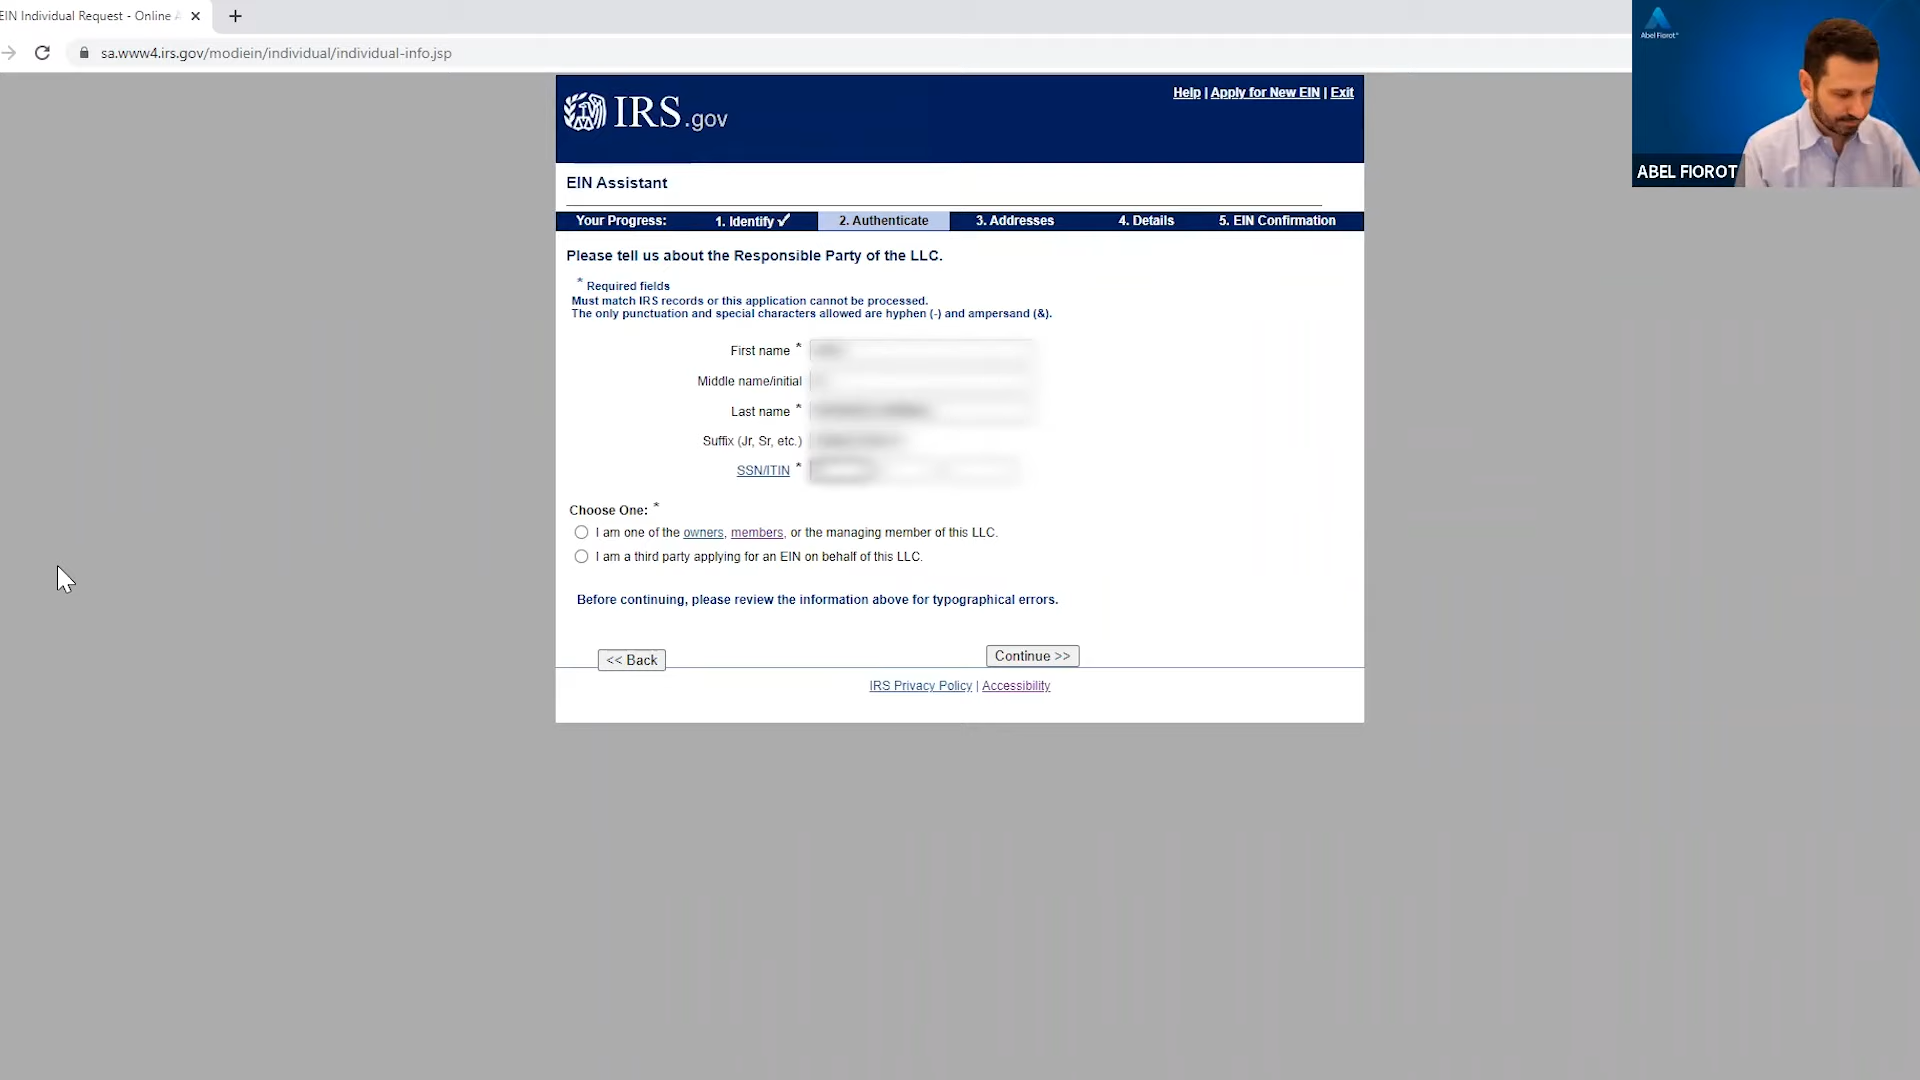 EIN Individual Request - Online
sa.www4.irs.gov/modiein/individual/individual-info.jsp
Abel Fiorot
ABEL FIOROT
IRS.gov
Help | Apply for New EIN | Exit
EIN Assistant
Your Progress: 1. Identify ✓ 2. Authenticate 3. Addresses 4. Details 5. EIN Confirmation
Please tell us about the Responsible Party of the LLC.
* Required fields
Must match IRS records or this application cannot be processed.
The only punctuation and special characters allowed are hyphen (-) and ampersand (&).
First name *
Middle name/initial
Last name *
Suffix (Jr, Sr, etc.)
SSN/ITIN *
Choose One: *
I am one of the owners, members, or the managing member of this LLC.
I am a third party applying for an EIN on behalf of this LLC.
Before continuing, please review the information above for typographical errors.
<< Back
Continue >>
IRS Privacy Policy | Accessibility